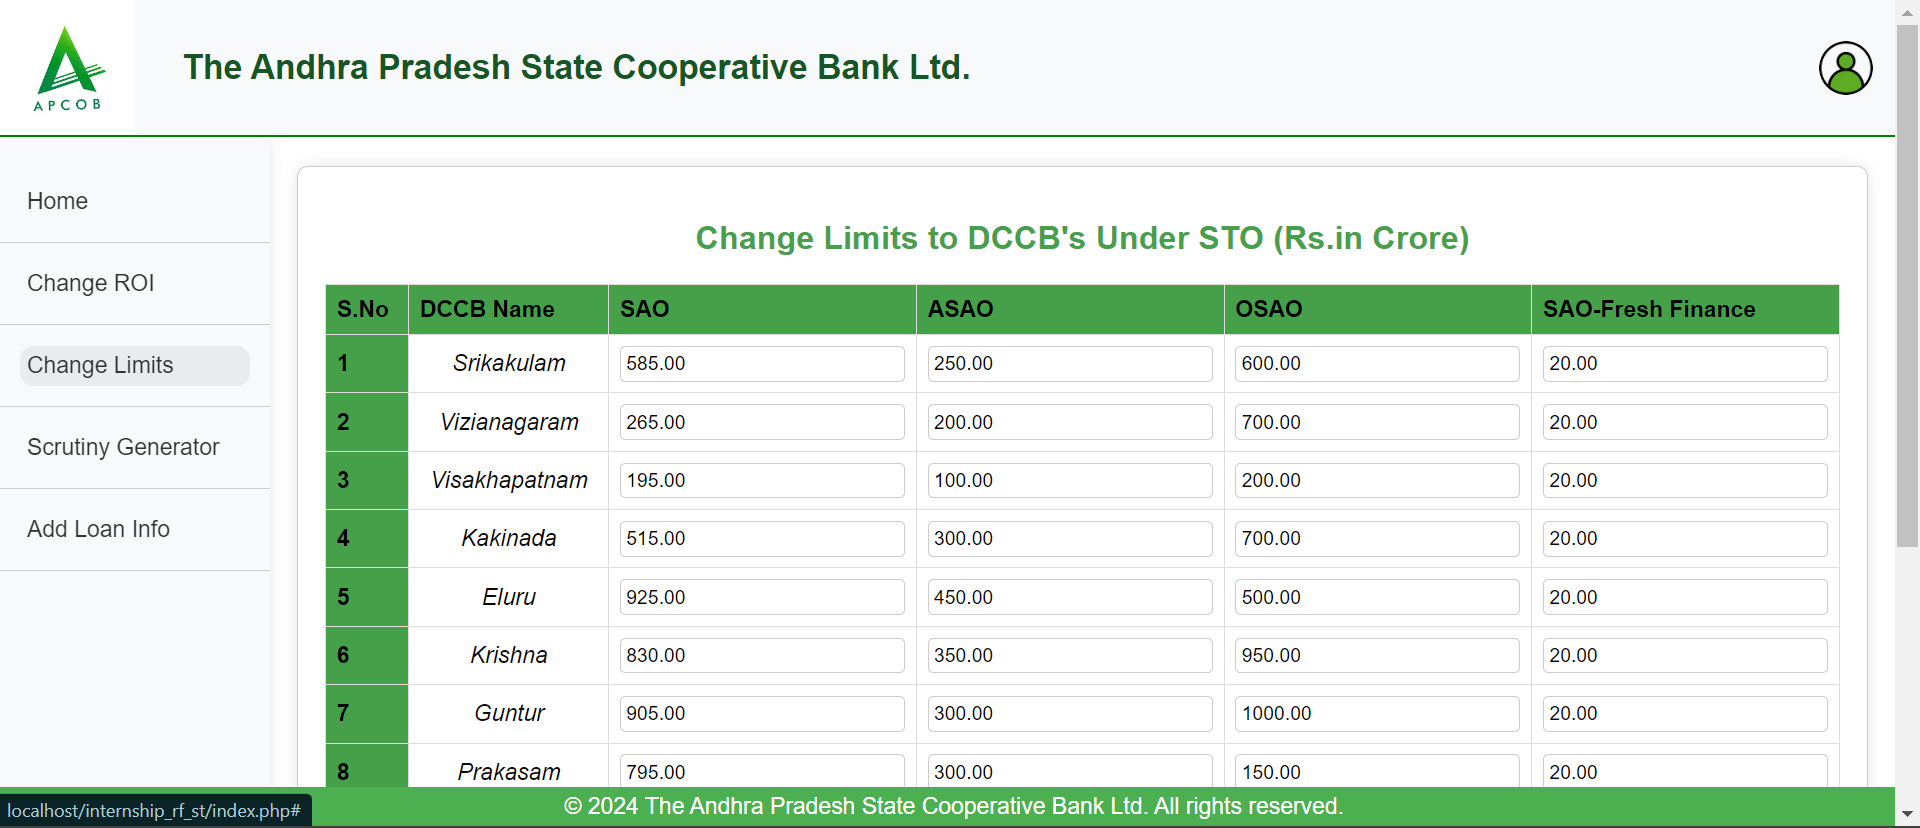 APCOB
The Andhra Pradesh State Cooperative Bank Ltd.
Home
Change ROI
Change Limits
Scrutiny Generator
Add Loan Info
Change Limits to DCCB's Under STO (Rs.in Crore)
S.No DCCB Name SAO ASAO OSAO SAO-Fresh Finance
1 Srikakulam 585.00 250.00 600.00 20.00
2 Vizianagaram 265.00 200.00 700.00 20.00
3 Visakhapatnam 195.00 100.00 200.00 20.00
4 Kakinada 515.00 300.00 700.00 20.00
5 Eluru 925.00 450.00 500.00 20.00
6 Krishna 830.00 350.00 950.00 20.00
7 Guntur 905.00 300.00 1000.00 20.00
8 Prakasam 795.00 300.00 150.00 20.00
© 2024 The Andhra Pradesh State Cooperative Bank Ltd. All rights reserved.
localhost/internship_rf_st/index.php#